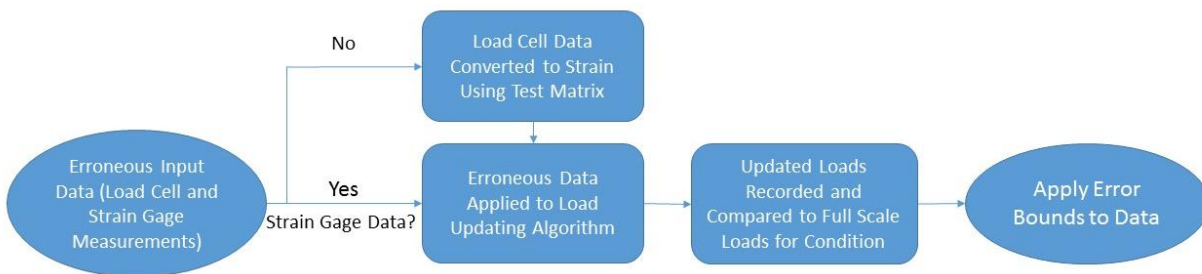 No
Load Cell Data
Converted to Strain
Using Test Matrix
Erroneous Input
Data (Load Cell and
Strain Gage
Measurements)
Yes
Strain Gage Data?
Erroneous Data
Applied to Load
Updating Algorithm
Updated Loads
Recorded and
Compared to Full Scale
Loads for Condition
Apply Error
Bounds to Data